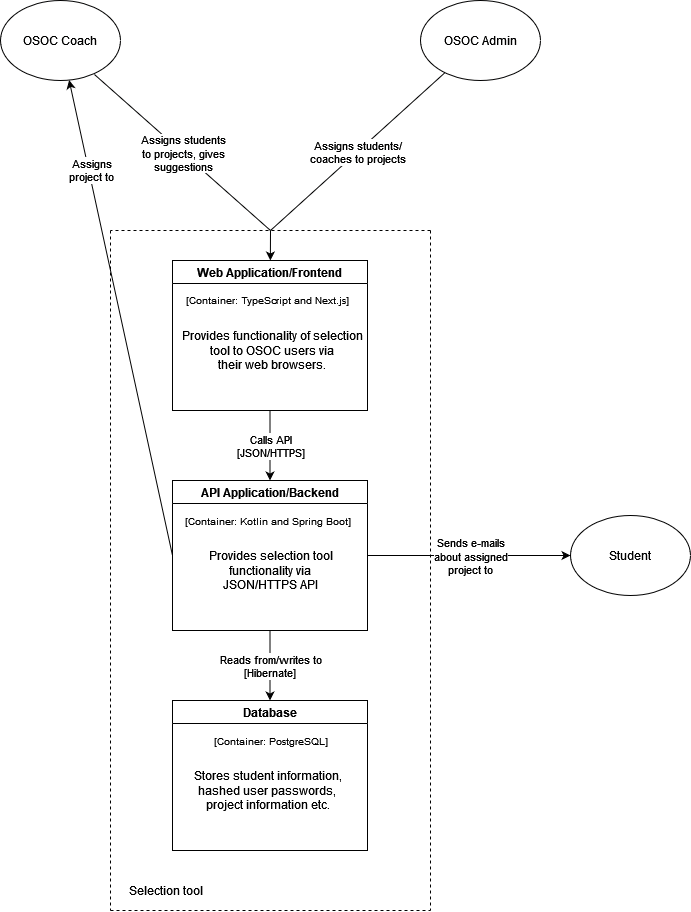 OSOC Coach
OSOC Admin
Assigns students
to projects, gives
suggestions
Assigns students/
coaches to projects
Assigns
project to
Web Application/Frontend
[Container: TypeScript and Next.js]
Provides functionality of selection
tool to OSOC users via
their web browsers.
Calls API
[JSON/HTTPS]
API Application/Backend
[Container: Kotlin and Spring Boot]
Provides selection tool
functionality via
JSON/HTTPS API
Sends e-mails
about assigned
project to
Student
Reads from/writes to
[Hibernate]
Database
[Container: PostgreSQL]
Stores student information,
hashed user passwords,
project information etc.
Selection tool